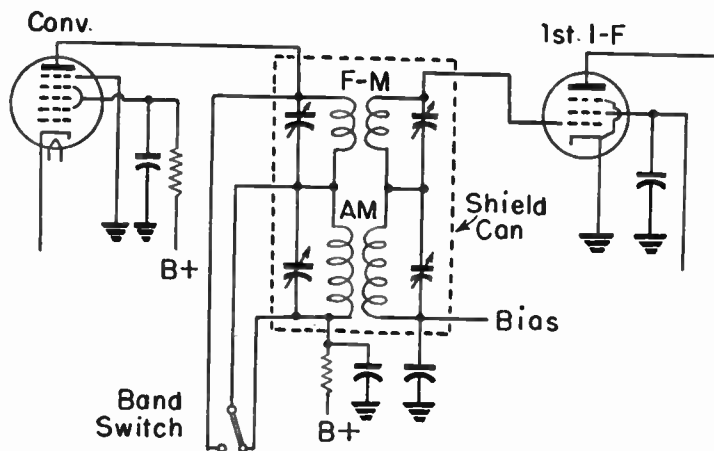 Conv.
1st. I-F
F-M
AM
Shield
Can
B+
Bias
Band
Switch
B+